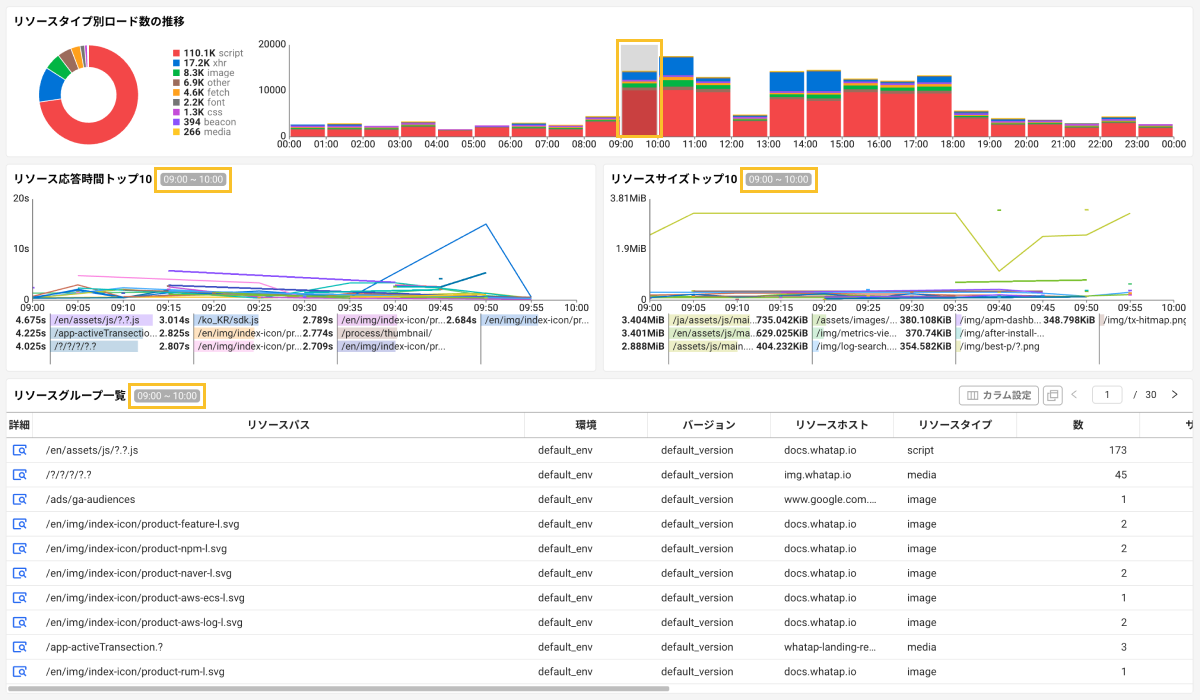 リソースタイプ別ロード数の推移
110.1K script
17.2K xhr
8.3K image
6.9K other
4.6K fetch
2.2K font
1.3K css
394 beacon
266 media
20000
10000
0
00:00 01:00 02:00 03:00 04:00 05:00 06:00 07:00 08:00 09:00 10:00 11:00 12:00 13:00 14:00 15:00 16:00 17:00 18:00 19:00 20:00 21:00 22:00 23:00 00:00
リソース応答時間トップ10 09:00 ~ 10:00
20s
10s
0
09:00 09:05 09:10 09:15 09:20 09:25 09:30 09:35 09:40 09:45 09:50 09:55 10:00
4.675s /en/assets/js/?.?.js 3.014s /ko_KR/sdk.js 2.789s /en/img/index-icon/pr... 2.684s /en/img/index-icon/pr...
4.225s /app-activeTransactio... 2.825s /en/img/index-icon/pr... 2.774s /process/thumbnail/
4.025s /?/?/?/?.? 2.807s /en/img/index-icon/pr... 2.709s /en/img/index-icon/pr...
リソースサイズトップ10 09:00 ~ 10:00
3.81MiB
1.9MiB
0
09:00 09:05 09:10 09:15 09:20 09:25 09:30 09:35 09:40 09:45 09:50 09:55 10:00
3.404MiB /ja/assets/js/mai... 735.042KiB /assets/images/... 380.108KiB /img/apm-dashb... 348.798KiB /img/tx-hitmap.png
3.401MiB /en/assets/js/ma... 629.025KiB /img/metrics-vie... 370.74KiB /img/after-install-...
2.888MiB /assets/js/main.... 404.232KiB /img/log-search.... 354.582KiB /img/best-p/?.png
リソースグループ一覧 09:00 ~ 10:00
カラム設定 1 / 30
詳細 リソースパス 環境 バージョン リソースホスト リソースタイプ 数 サ
/en/assets/js/?.?.js default_env default_version docs.whatap.io script 173
/?/?/?/?.? default_env default_version img.whatap.io media 45
/ads/ga-audiences default_env default_version www.google.com.... image 1
/en/img/index-icon/product-feature-l.svg default_env default_version docs.whatap.io image 2
/en/img/index-icon/product-npm-l.svg default_env default_version docs.whatap.io image 2
/en/img/index-icon/product-naver-l.svg default_env default_version docs.whatap.io image 2
/en/img/index-icon/product-aws-ecs-l.svg default_env default_version docs.whatap.io image 1
/en/img/index-icon/product-aws-log-l.svg default_env default_version docs.whatap.io image 2
/app-activeTransection.? default_env default_version whatap-landing-re... media 3
/en/img/index-icon/product-rum-l.svg default_env default_version docs.whatap.io image 1